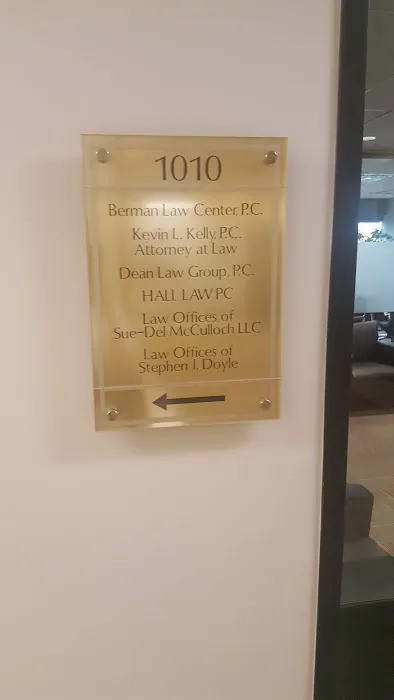 1010
Berman Law Center, P.C.
Kevin L. Kelly, P.C.
Attorney at Law
Dean Law Group, P.C.
HALL LAW PC
Law Offices of
Sue-Del McCulloch LLC
Law Offices of
Stephen J. Doyle